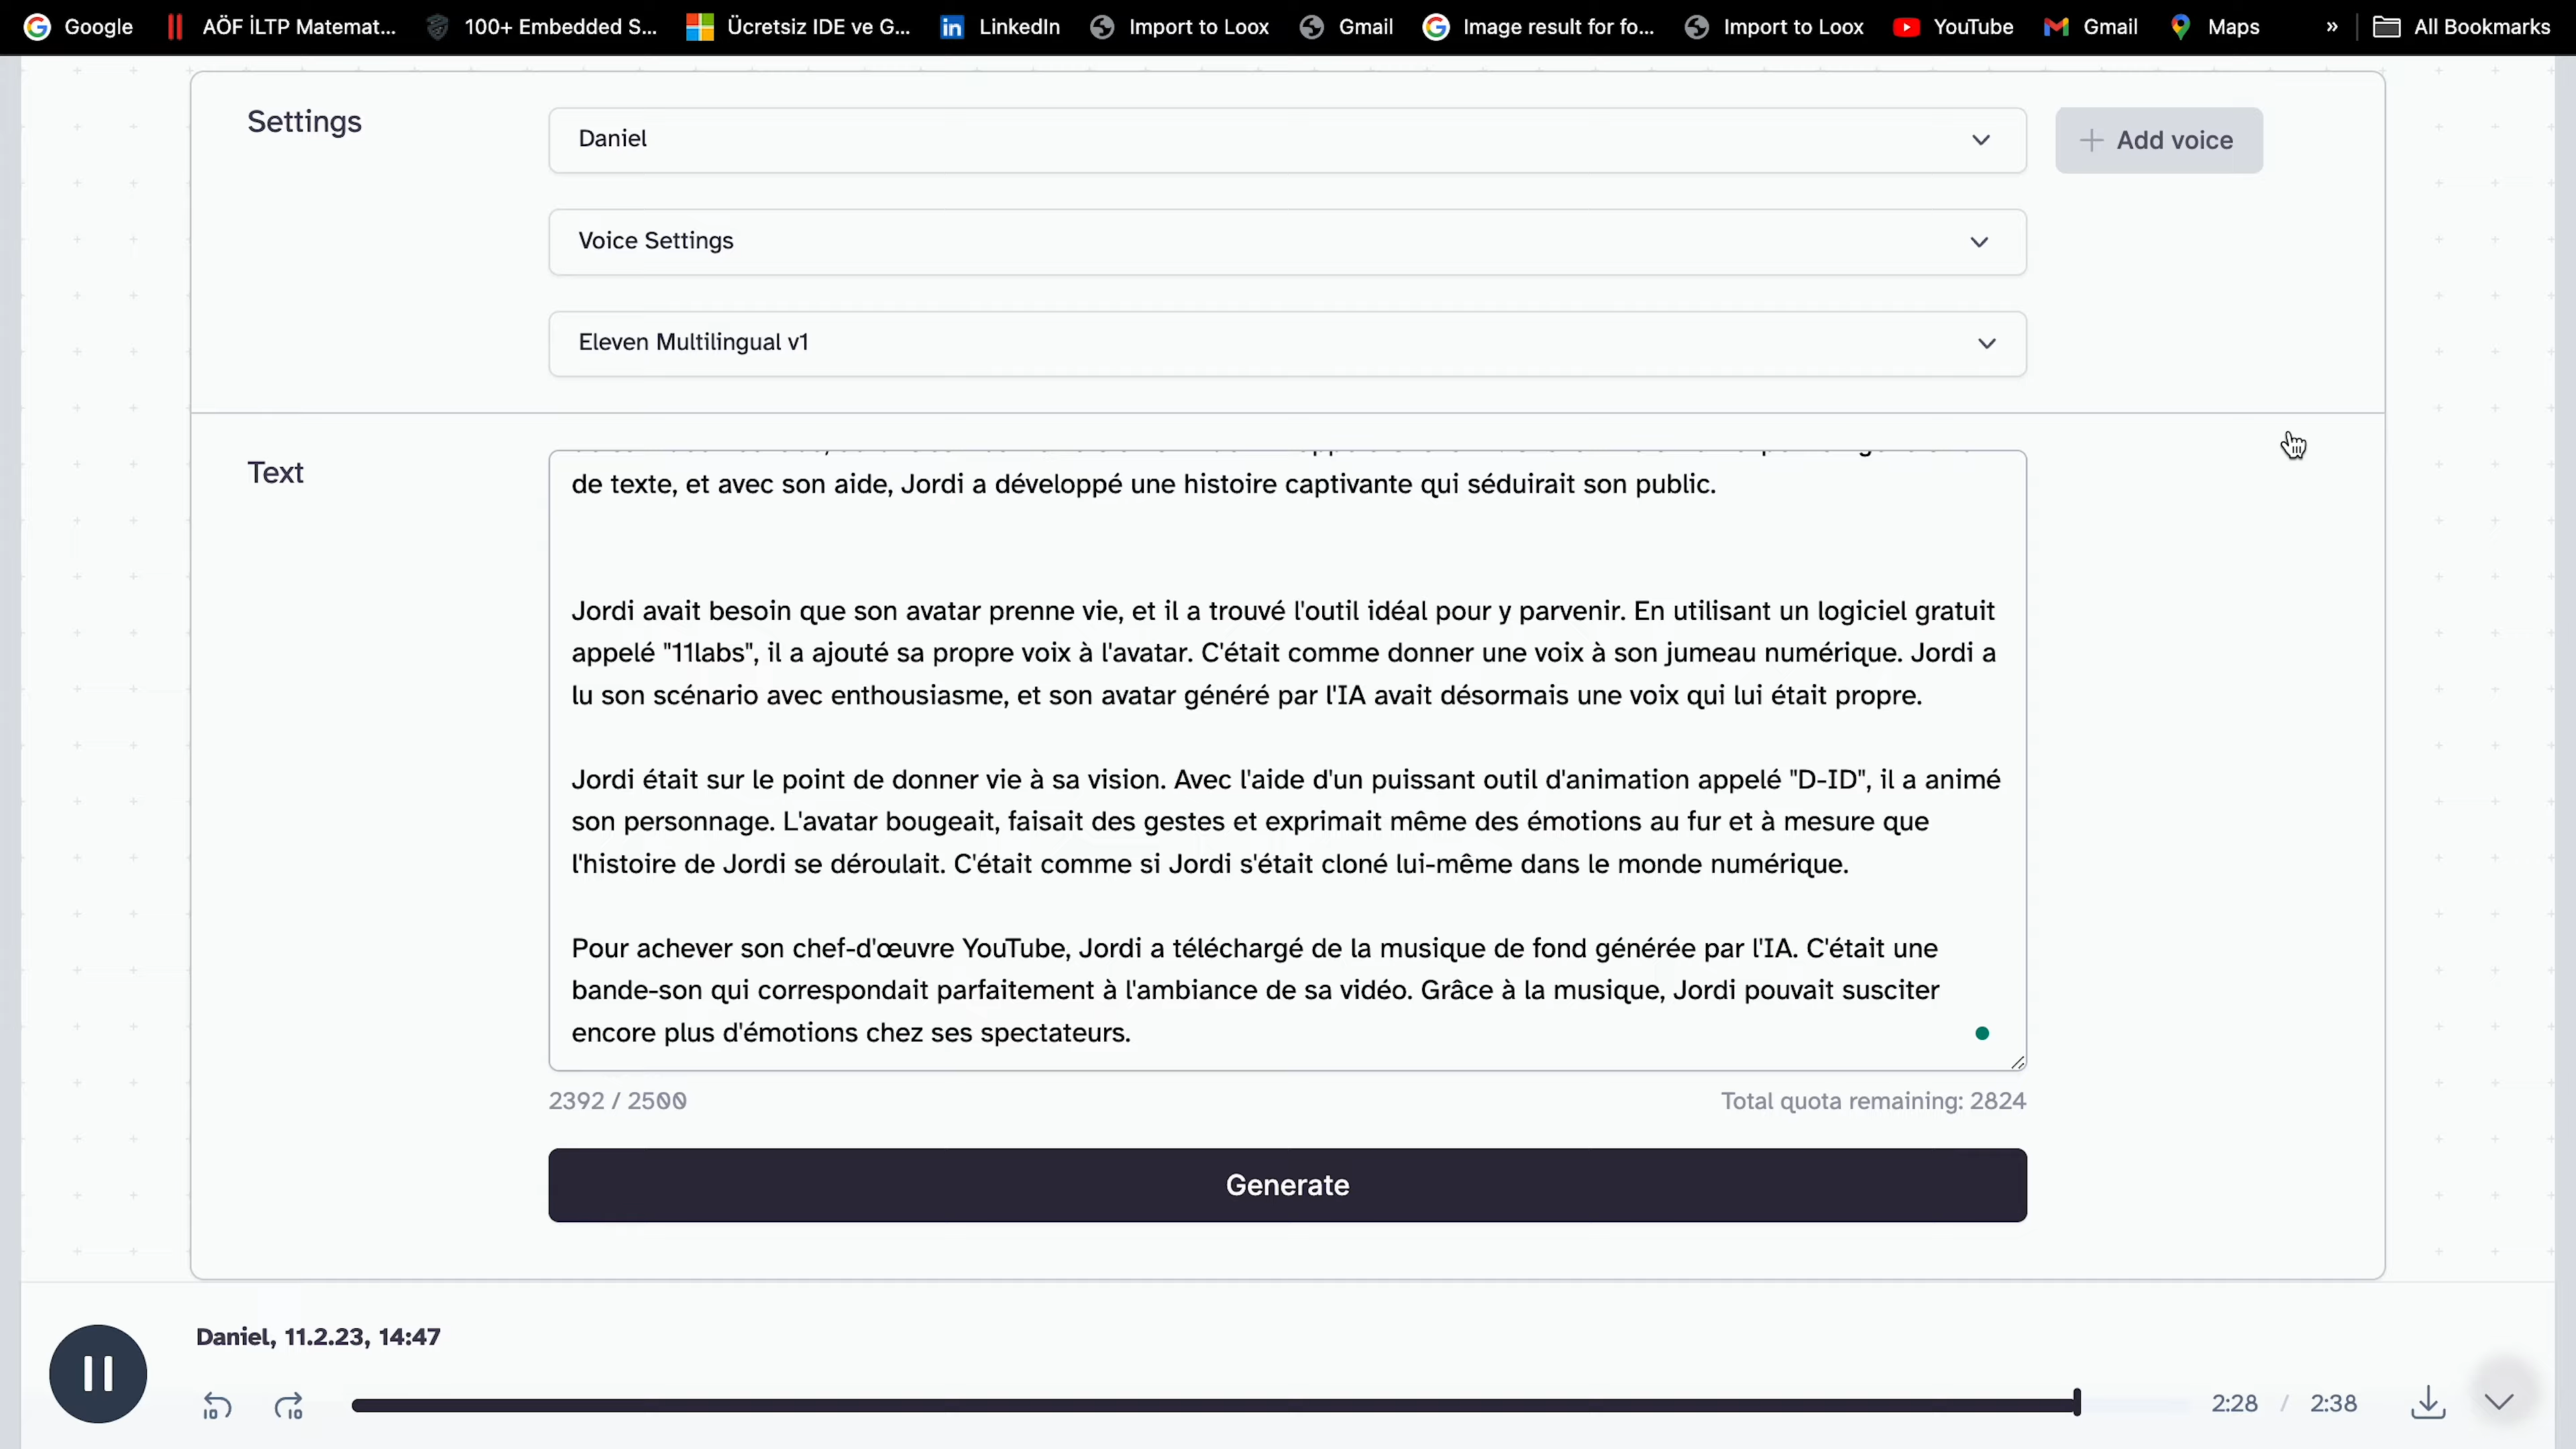 Google
AÖF İLTP Matemat...
100+ Embedded S...
Ücretsiz IDE ve G...
LinkedIn
Import to Loox
Gmail
Image result for fo...
Import to Loox
YouTube
Gmail
Maps
»
All Bookmarks
Settings
Daniel
+ Add voice
Voice Settings
Eleven Multilingual v1
Text
de texte, et avec son aide, Jordi a développé une histoire captivante qui séduirait son public.
Jordi avait besoin que son avatar prenne vie, et il a trouvé l'outil idéal pour y parvenir. En utilisant un logiciel gratuit
appelé "11labs", il a ajouté sa propre voix à l'avatar. C'était comme donner une voix à son jumeau numérique. Jordi a
lu son scénario avec enthousiasme, et son avatar généré par l'IA avait désormais une voix qui lui était propre.
Jordi était sur le point de donner vie à sa vision. Avec l'aide d'un puissant outil d'animation appelé "D-ID", il a animé
son personnage. L'avatar bougeait, faisait des gestes et exprimait même des émotions au fur et à mesure que
l'histoire de Jordi se déroulait. C'était comme si Jordi s'était cloné lui-même dans le monde numérique.
Pour achever son chef-d'œuvre YouTube, Jordi a téléchargé de la musique de fond générée par l'IA. C'était une
bande-son qui correspondait parfaitement à l'ambiance de sa vidéo. Grâce à la musique, Jordi pouvait susciter
encore plus d'émotions chez ses spectateurs.
2392 / 2500
Total quota remaining: 2824
Generate
Daniel, 11.2.23, 14:47
10
10
2:28 / 2:38